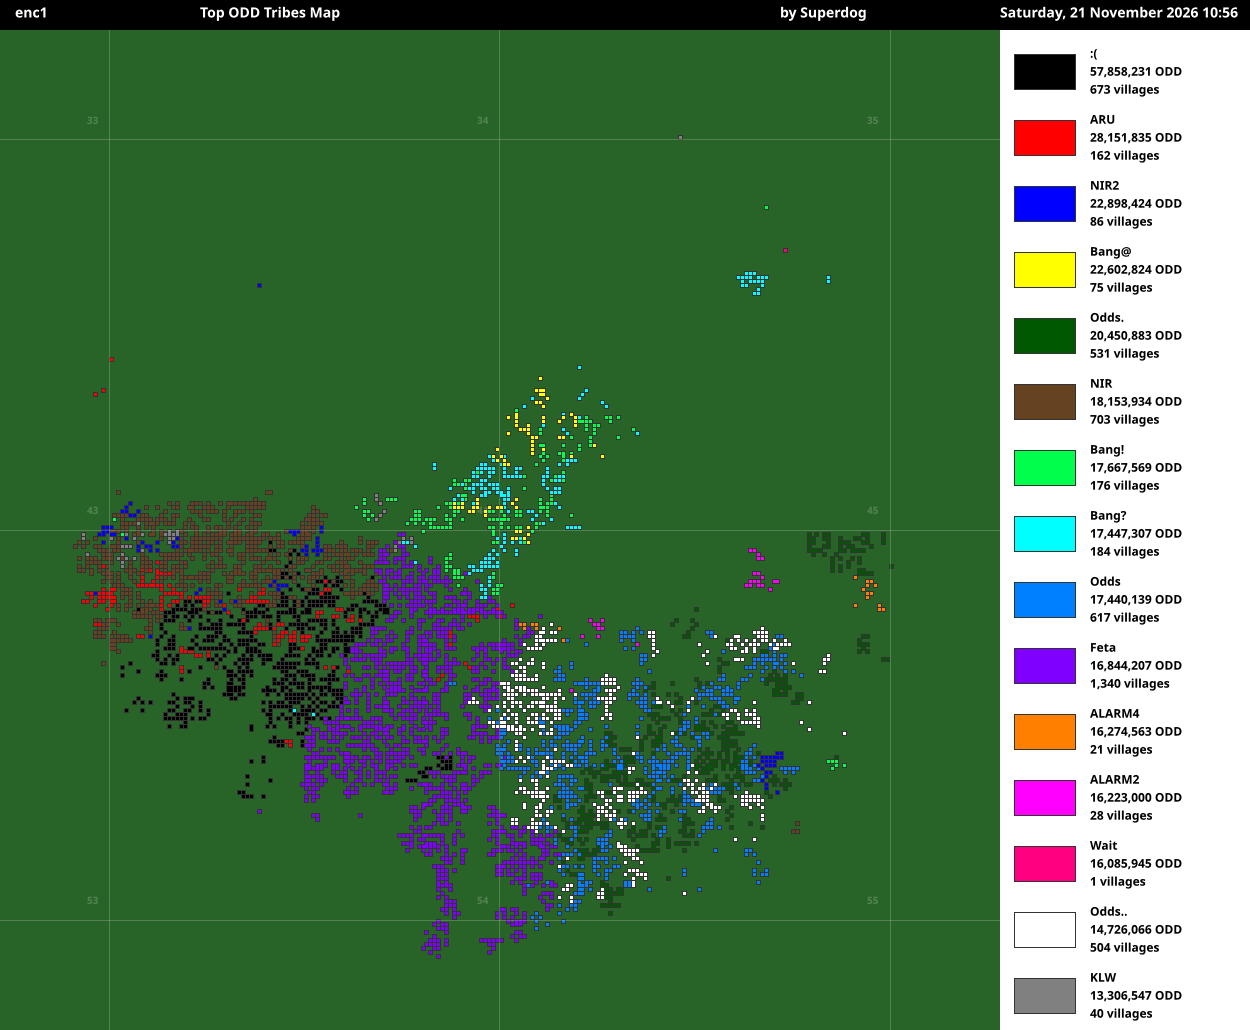 enc1 Top ODD Tribes Map by Superdog Saturday, 21 November 2026 10:56
33 34 35
43 45
53 54 55
:(
57,858,231 ODD
673 villages
ARU
28,151,835 ODD
162 villages
NIR2
22,898,424 ODD
86 villages
Bang@
22,602,824 ODD
75 villages
Odds.
20,450,883 ODD
531 villages
NIR
18,153,934 ODD
703 villages
Bang!
17,667,569 ODD
176 villages
Bang?
17,447,307 ODD
184 villages
Odds
17,440,139 ODD
617 villages
Feta
16,844,207 ODD
1,340 villages
ALARM4
16,274,563 ODD
21 villages
ALARM2
16,223,000 ODD
28 villages
Wait
16,085,945 ODD
1 villages
Odds..
14,726,066 ODD
504 villages
KLW
13,306,547 ODD
40 villages